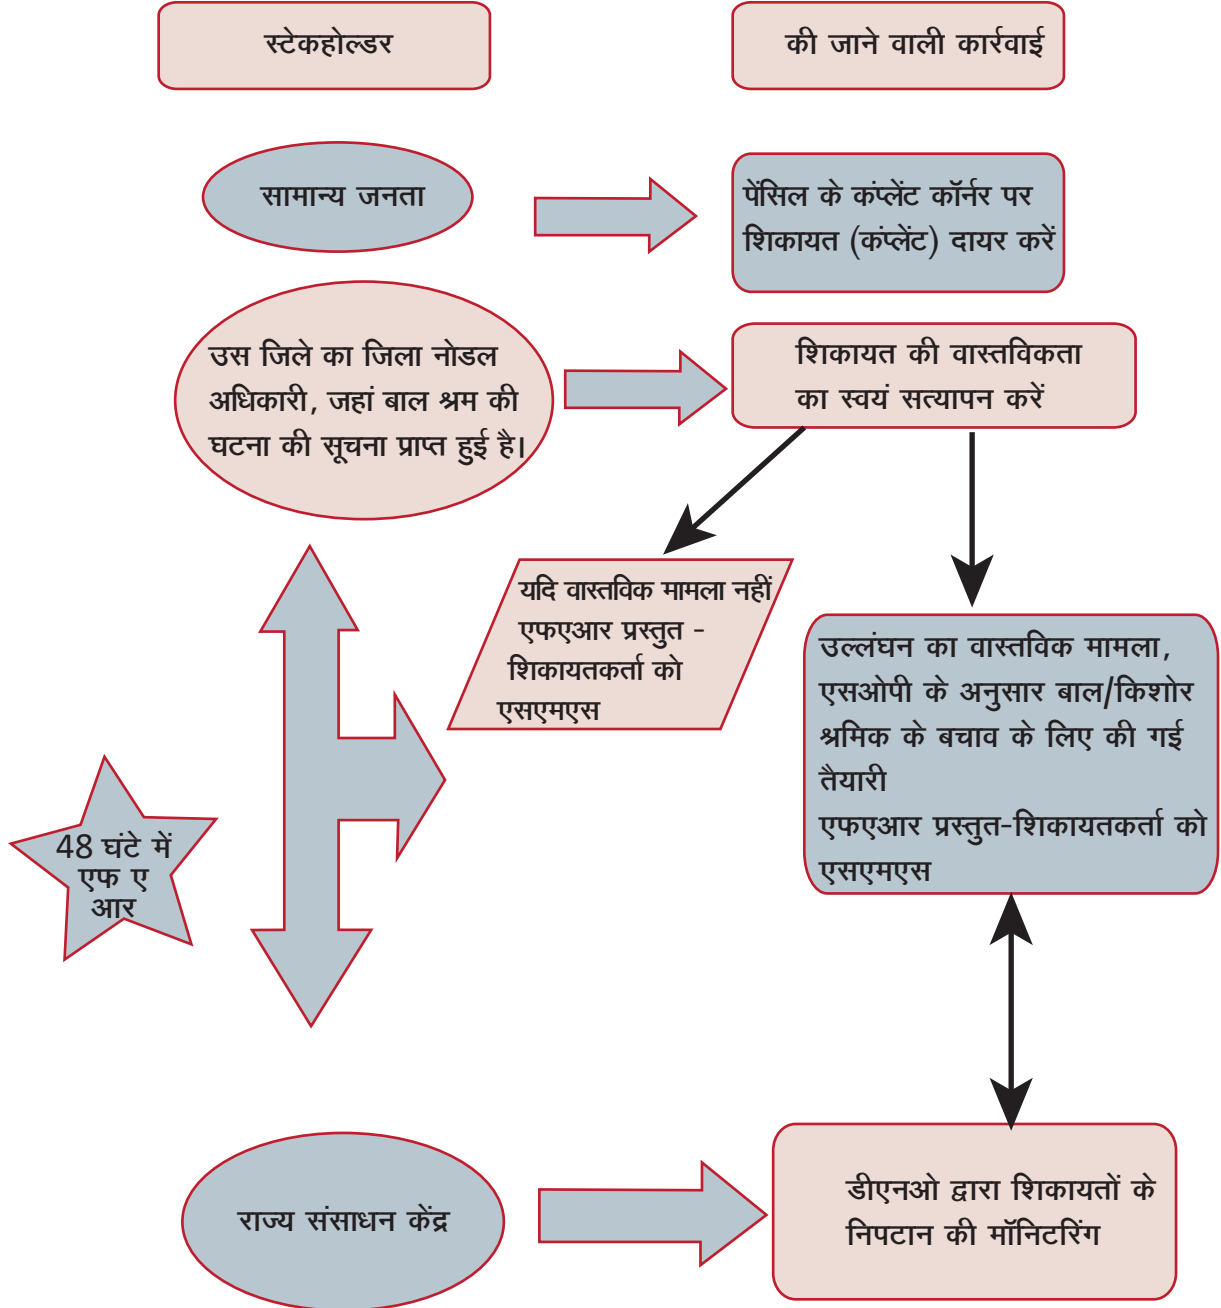 स्टेकहोल्डर
की जाने वाली कार्रवाई
सामान्य जनता
पेंसिल के कंप्लेंट कॉर्नर पर
शिकायत (कंप्लेंट) दायर करें
उस जिले का जिला नोडल
अधिकारी, जहां बाल श्रम की
घटना की सूचना प्राप्त हुई है।
शिकायत की वास्तविकता
का स्वयं सत्यापन करें
यदि वास्तविक मामला नहीं
एफएआर प्रस्तुत -
शिकायतकर्ता को
एसएमएस
उल्लंघन का वास्तविक मामला,
एसओपी के अनुसार बाल/किशोर
श्रमिक के बचाव के लिए की गई
तैयारी
एफएआर प्रस्तुत-शिकायतकर्ता को
एसएमएस
48 घंटे में
एफ ए
आर
राज्य संसाधन केंद्र
डीएनओ द्वारा शिकायतों के
निपटान की मॉनिटरिंग